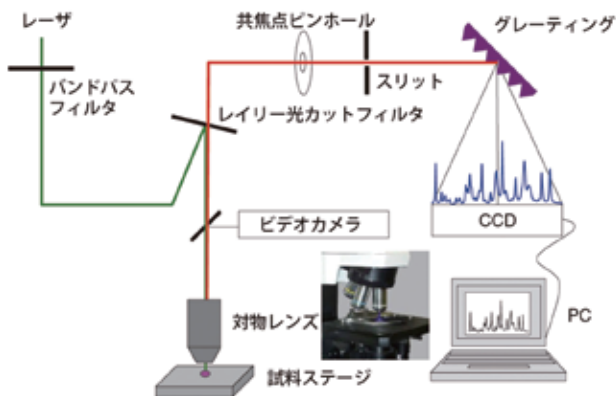 レーザ
共焦点ピンホール
グレーティング
バンドパス
フィルタ
スリット
レイリー光カットフィルタ
ビデオカメラ
CCD
対物レンズ
PC
試料ステージ